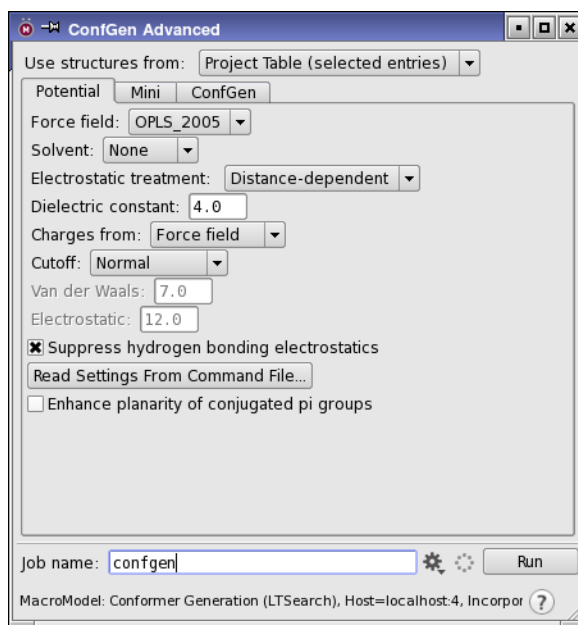 ConfGen Advanced
Use structures from: Project Table (selected entries)
Potential Mini ConfGen
Force field: OPLS_2005
Solvent: None
Electrostatic treatment: Distance-dependent
Dielectric constant: 4.0
Charges from: Force field
Cutoff: Normal
Van der Waals: 7.0
Electrostatic: 12.0
Suppress hydrogen bonding electrostatics
Read Settings From Command File...
Enhance planarity of conjugated pi groups
Job name: confgen Run
MacroModel: Conformer Generation (LTSearch), Host=localhost:4, Incorpor ?